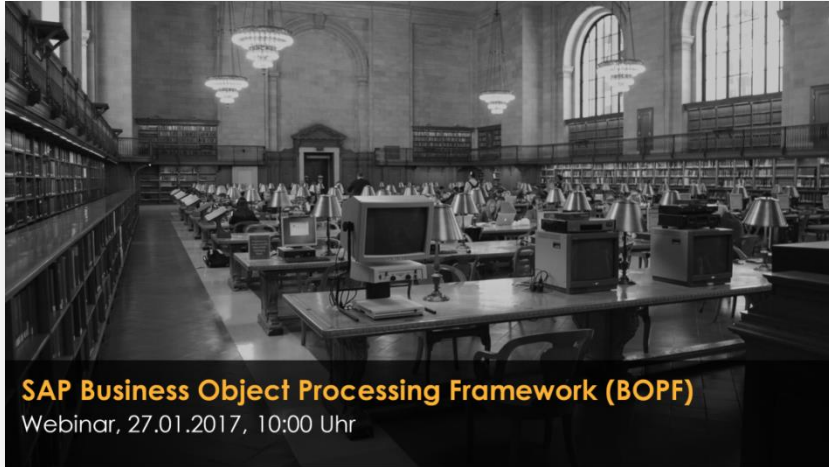 SAP Business Object Processing Framework (BOPF)
Webinar, 27.01.2017, 10:00 Uhr